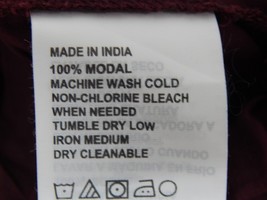 MADE IN INDIA
100% MODAL
MACHINE WASH COLD
NON-CHLORINE BLEACH
WHEN NEEDED
TUMBLE DRY LOW
IRON MEDIUM
DRY CLEANABLE